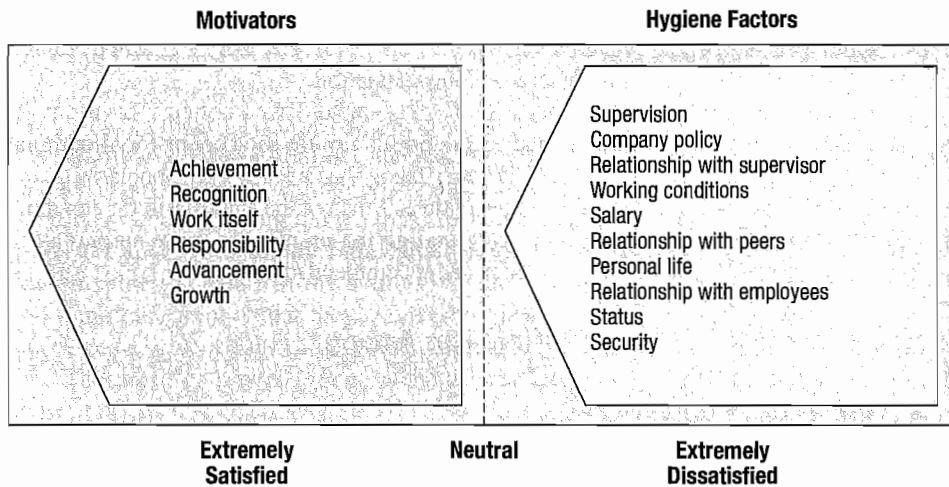 Motivators
Hygiene Factors
Achievement
Recognition
Work itself
Responsibility
Advancement
Growth
Supervision
Company policy
Relationship with supervisor
Working conditions
Salary
Relationship with peers
Personal life
Relationship with employees
Status
Security
Extremely
Satisfied
Neutral
Extremely
Dissatisfied